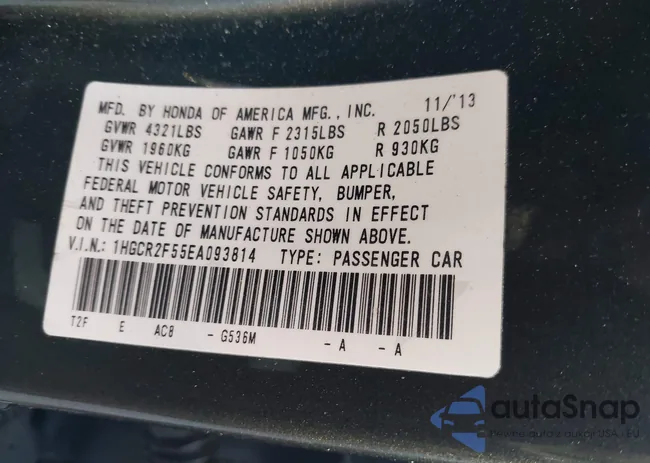 MFD. BY HONDA OF AMERICA MFG., INC. 11/'13
GVWR 4321LBS GAWR F 2315LBS R 2050LBS
GVWR 1960KG GAWR F 1050KG R 930KG
THIS VEHICLE CONFORMS TO ALL APPLICABLE
FEDERAL MOTOR VEHICLE SAFETY, BUMPER,
AND THEFT PREVENTION STANDARDS IN EFFECT
ON THE DATE OF MANUFACTURE SHOWN ABOVE.
V.I.N.: 1HGCR2F55EA093814 TYPE: PASSENGER CAR
T2F E AC8 - G536M - A - A
autaSnap